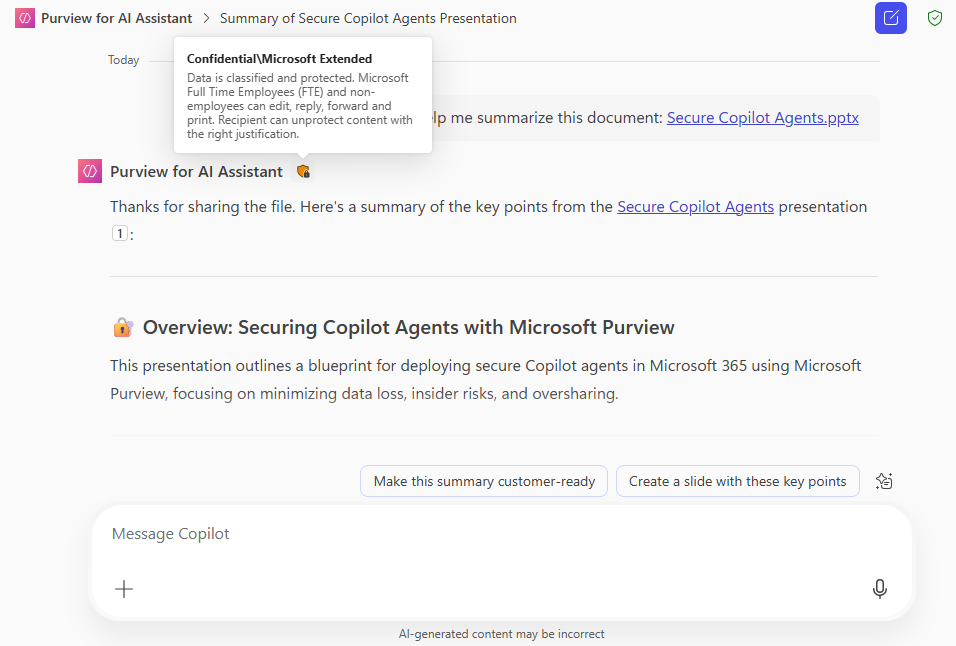 Purview for AI Assistant > Summary of Secure Copilot Agents Presentation
Today
Confidential\Microsoft Extended
Data is classified and protected. Microsoft
Full Time Employees (FTE) and non-
employees can edit, reply, forward and
print. Recipient can unprotect content with
the right justification.
me summarize this document: Secure Copilot Agents.pptx
Purview for AI Assistant
Thanks for sharing the file. Here's a summary of the key points from the Secure Copilot Agents presentation
1 :
Overview: Securing Copilot Agents with Microsoft Purview
This presentation outlines a blueprint for deploying secure Copilot agents in Microsoft 365 using Microsoft
Purview, focusing on minimizing data loss, insider risks, and oversharing.
Make this summary customer-ready
Create a slide with these key points
Message Copilot
AI-generated content may be incorrect